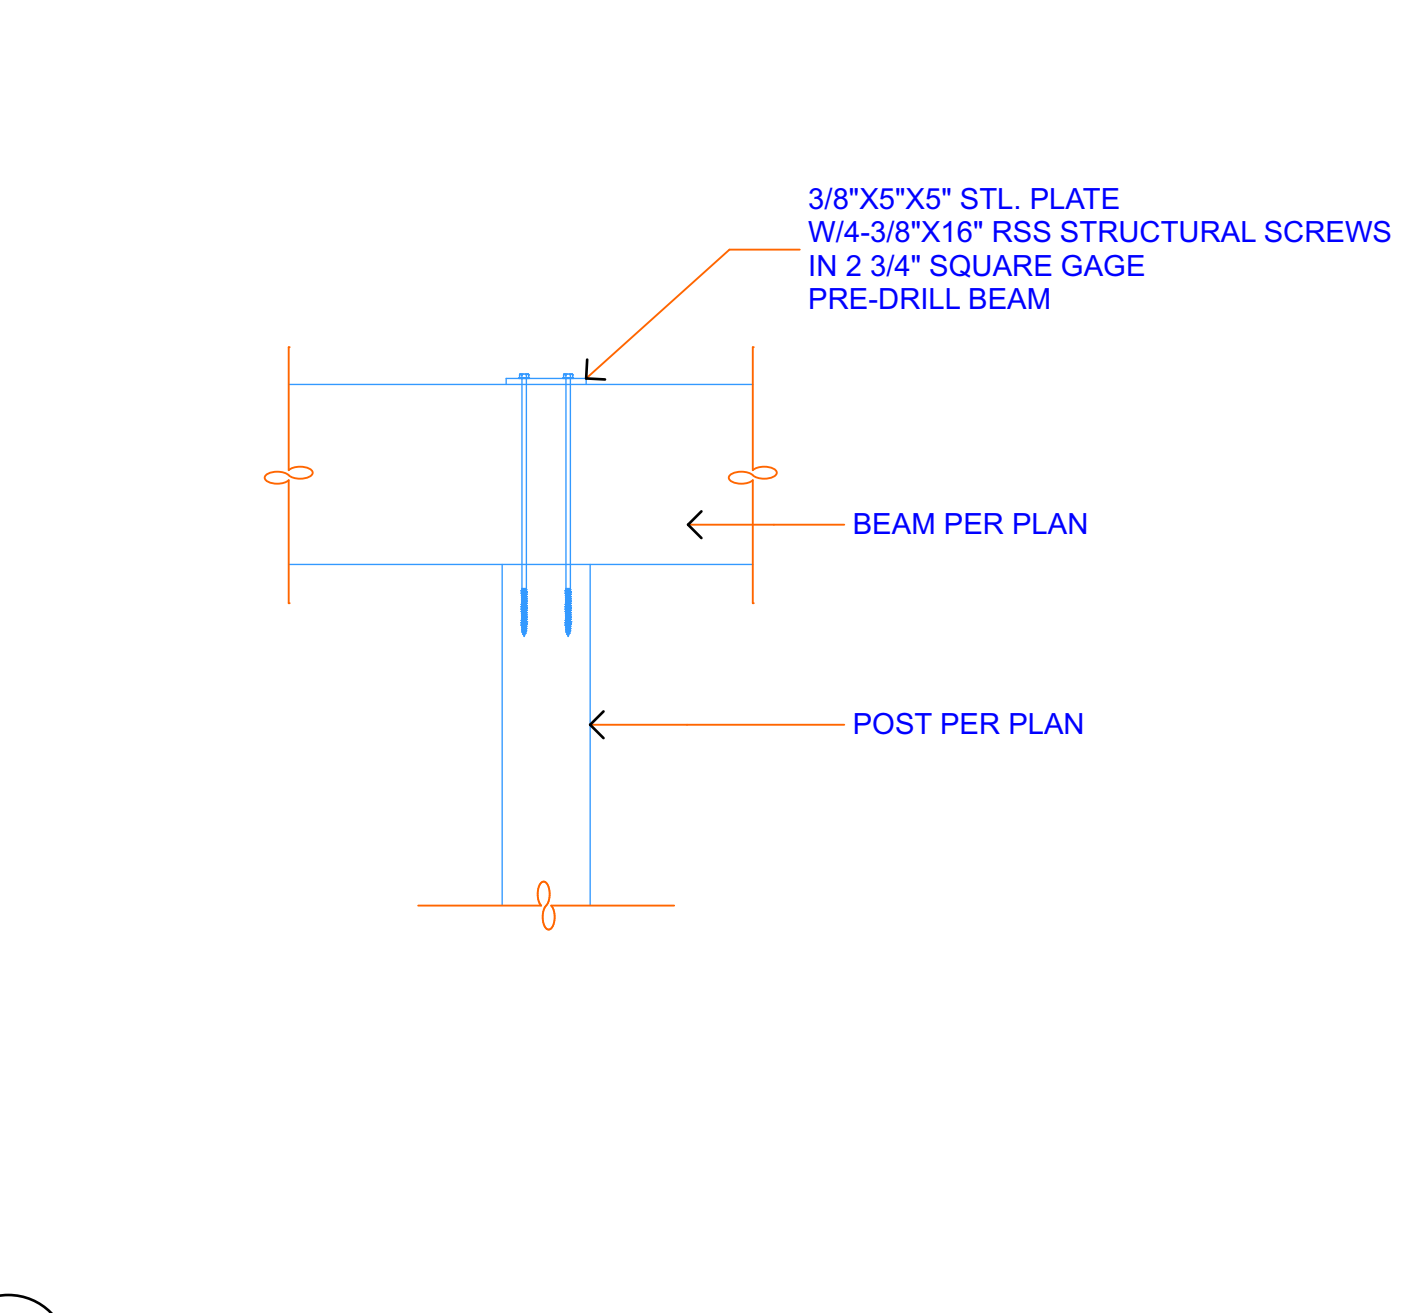 3/8"X5"X5" STL. PLATE
W/4-3/8"X16" RSS STRUCTURAL SCREWS
IN 2 3/4" SQUARE GAGE
PRE-DRILL BEAM
BEAM PER PLAN
POST PER PLAN